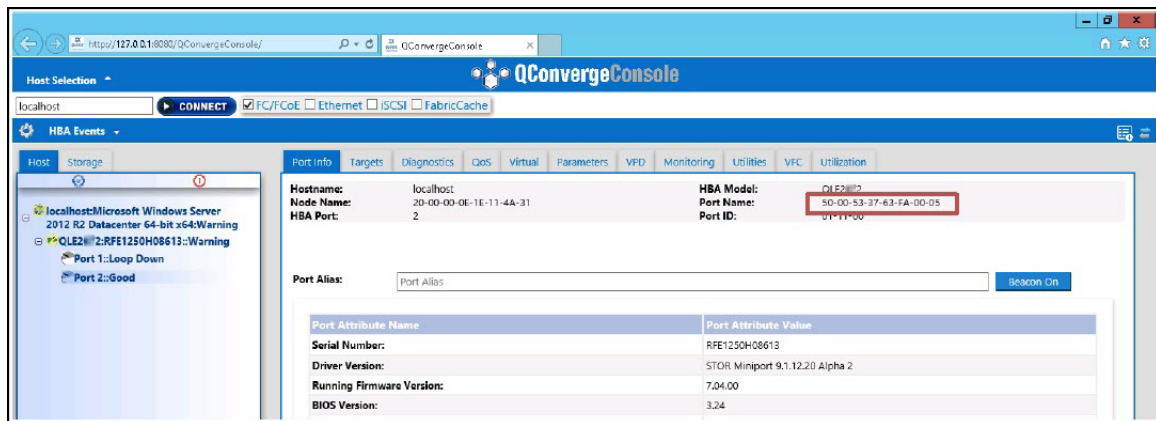 http://127.0.0.1:8080/QConvergeConsole/ QConvergeConsole
Host Selection QConvergeConsole
localhost CONNECT FC/FCoE Ethernet iSCSI FabricCache
HBA Events
Host Storage
localhost:Microsoft Windows Server
2012 R2 Datacenter 64-bit x64:Warning
Port 1::Loop Down
Port 2::Good
Port Info Targets Diagnostics QoS Virtual Parameters VPD Monitoring Utilities VFC Utilization
Hostname: localhost HBA Model:
Node Name: 20-00-00-0E-1E-11-4A-31 Port Name: 50-00-53-37-63-FA-00-05
HBA Port: 2 Port ID: 01-11-00
Port Alias: Port Alias Beacon On
Port Attribute Name Port Attribute Value
Serial Number: RFE1250H08613
Driver Version: STOR Miniport 9.1.12.20 Alpha 2
Running Firmware Version: 7.04.00
BIOS Version: 3.24